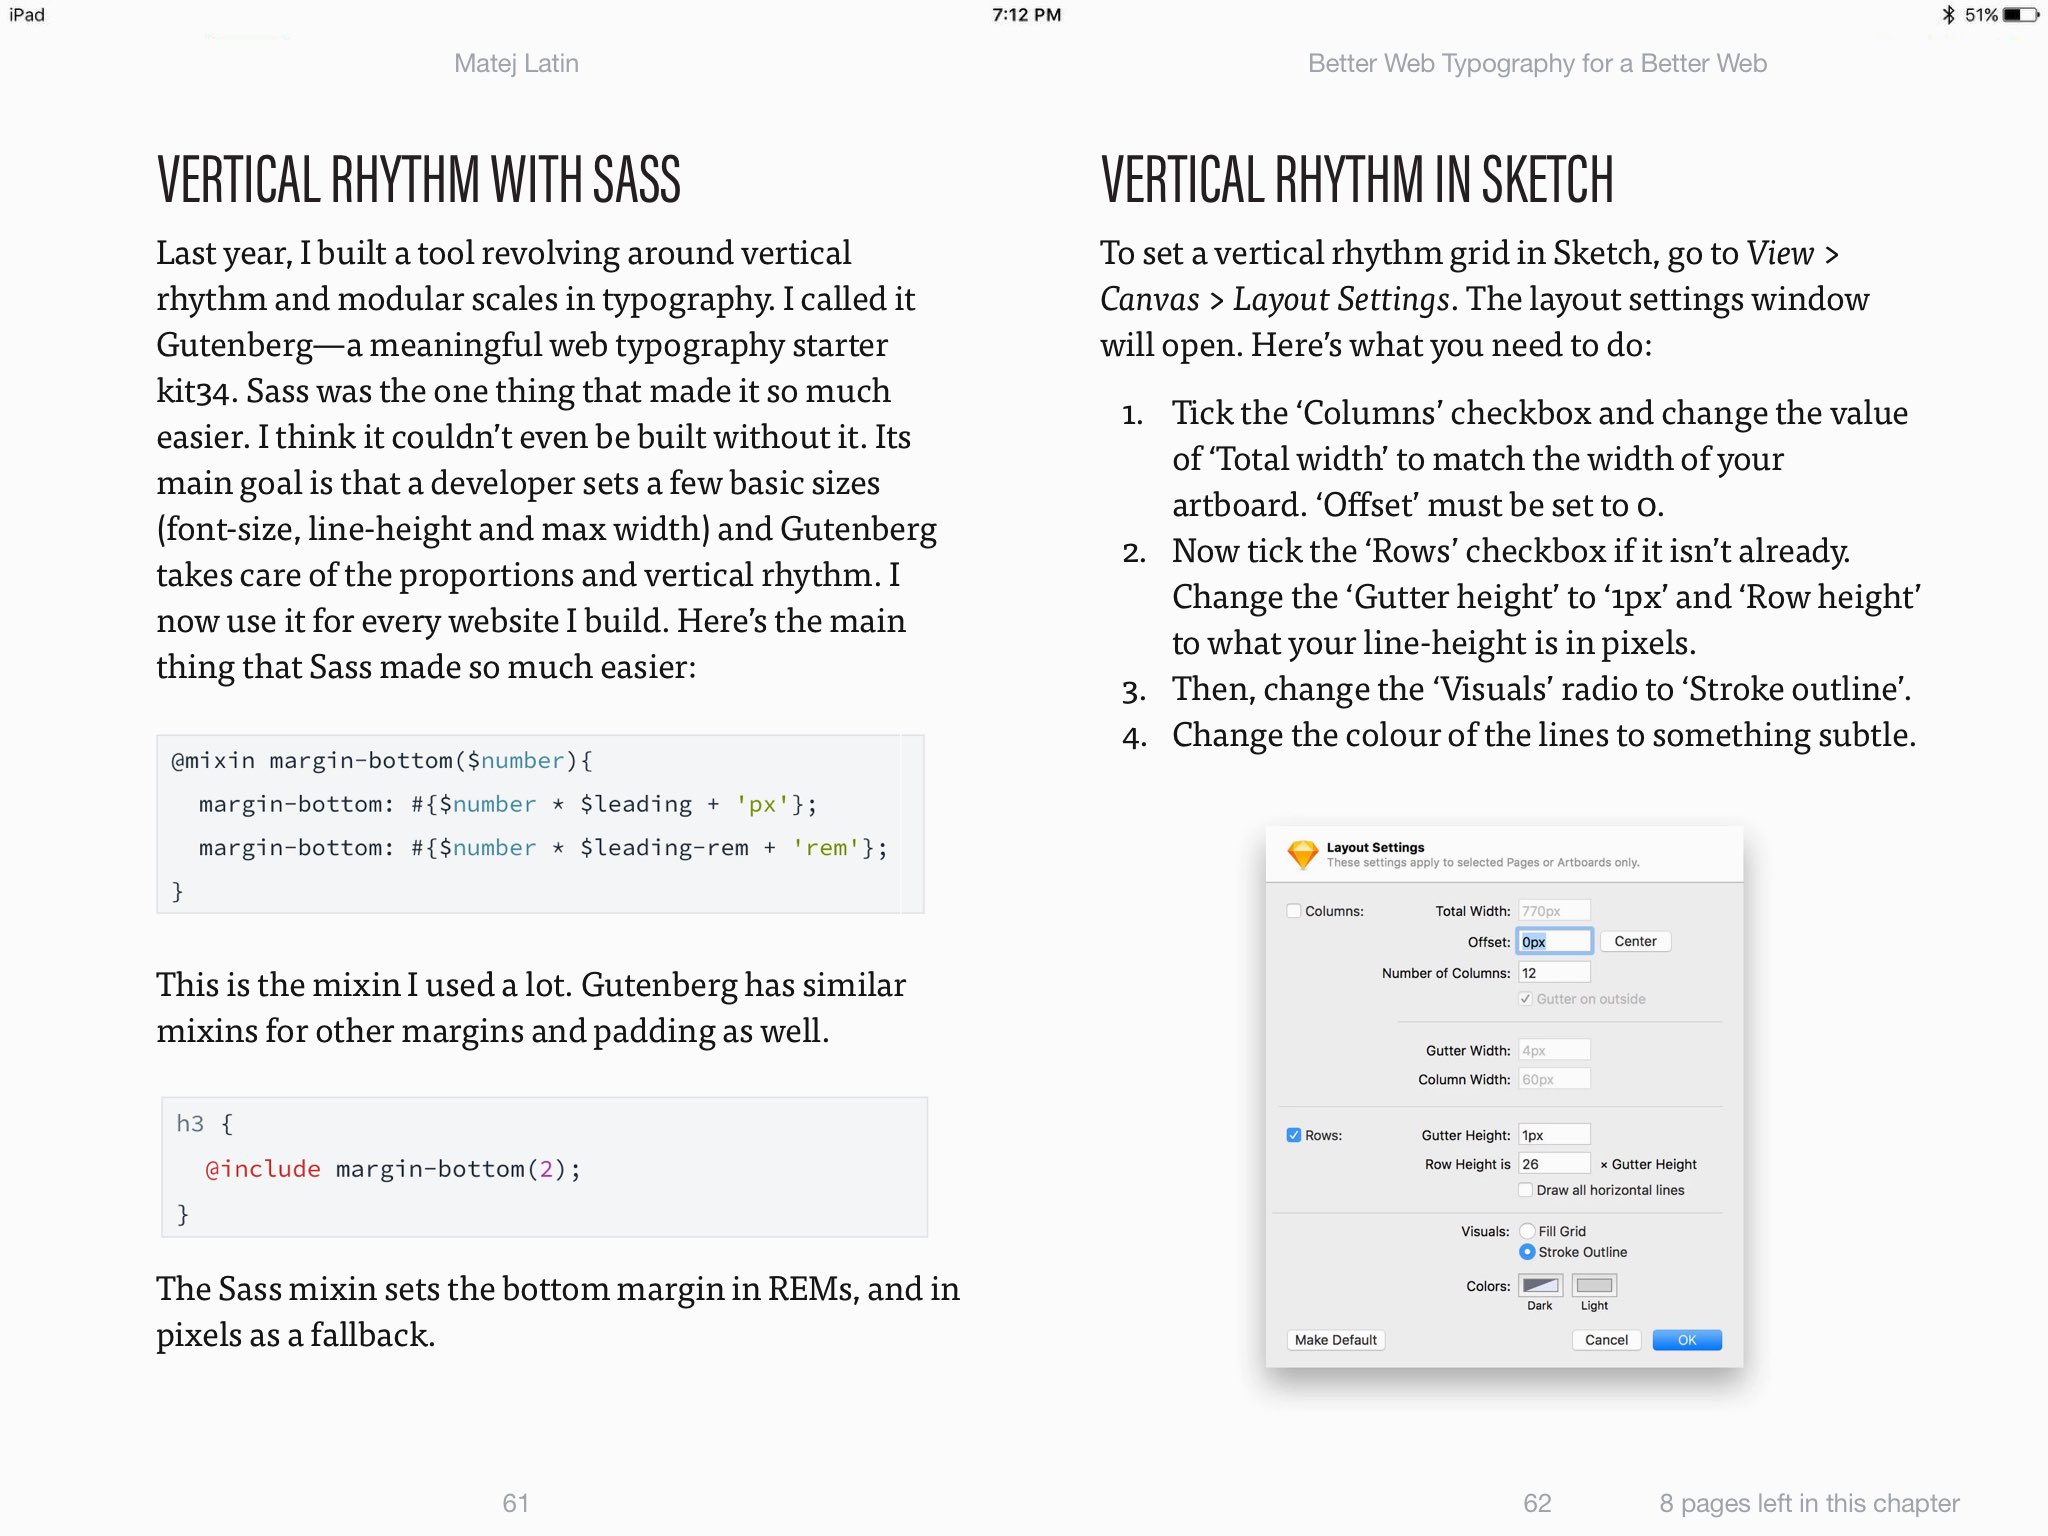 iPad
7:12 PM
51%
Matej Latin
Better Web Typography for a Better Web
VERTICAL RHYTHM WITH SASS
Last year, I built a tool revolving around vertical
rhythm and modular scales in typography. I called it
Gutenberg—a meaningful web typography starter
kit34. Sass was the one thing that made it so much
easier. I think it couldn’t even be built without it. Its
main goal is that a developer sets a few basic sizes
(font-size, line-height and max width) and Gutenberg
takes care of the proportions and vertical rhythm. I
now use it for every website I build. Here’s the main
thing that Sass made so much easier:
@mixin margin-bottom($number){
  margin-bottom: #{$number * $leading + 'px'};
  margin-bottom: #{$number * $leading-rem + 'rem'};
}
This is the mixin I used a lot. Gutenberg has similar
mixins for other margins and padding as well.
h3 {
  @include margin-bottom(2);
}
The Sass mixin sets the bottom margin in REMs, and in
pixels as a fallback.
61
VERTICAL RHYTHM IN SKETCH
To set a vertical rhythm grid in Sketch, go to View >
Canvas > Layout Settings. The layout settings window
will open. Here’s what you need to do:
1. Tick the ‘Columns’ checkbox and change the value
of ‘Total width’ to match the width of your
artboard. ‘Offset’ must be set to 0.
2. Now tick the ‘Rows’ checkbox if it isn’t already.
Change the ‘Gutter height’ to ‘1px’ and ‘Row height’
to what your line-height is in pixels.
3. Then, change the ‘Visuals’ radio to ‘Stroke outline’.
4. Change the colour of the lines to something subtle.
Layout Settings
These settings apply to selected Pages or Artboards only.
Columns: Total Width: 770px
Offset: 0px Center
Number of Columns: 12
Gutter on outside
Gutter Width: 4px
Column Width: 60px
Rows: Gutter Height: 1px
Row Height is 26 × Gutter Height
Draw all horizontal lines
Visuals: Fill Grid
Stroke Outline
Colors:
Dark Light
Make Default Cancel OK
62
8 pages left in this chapter